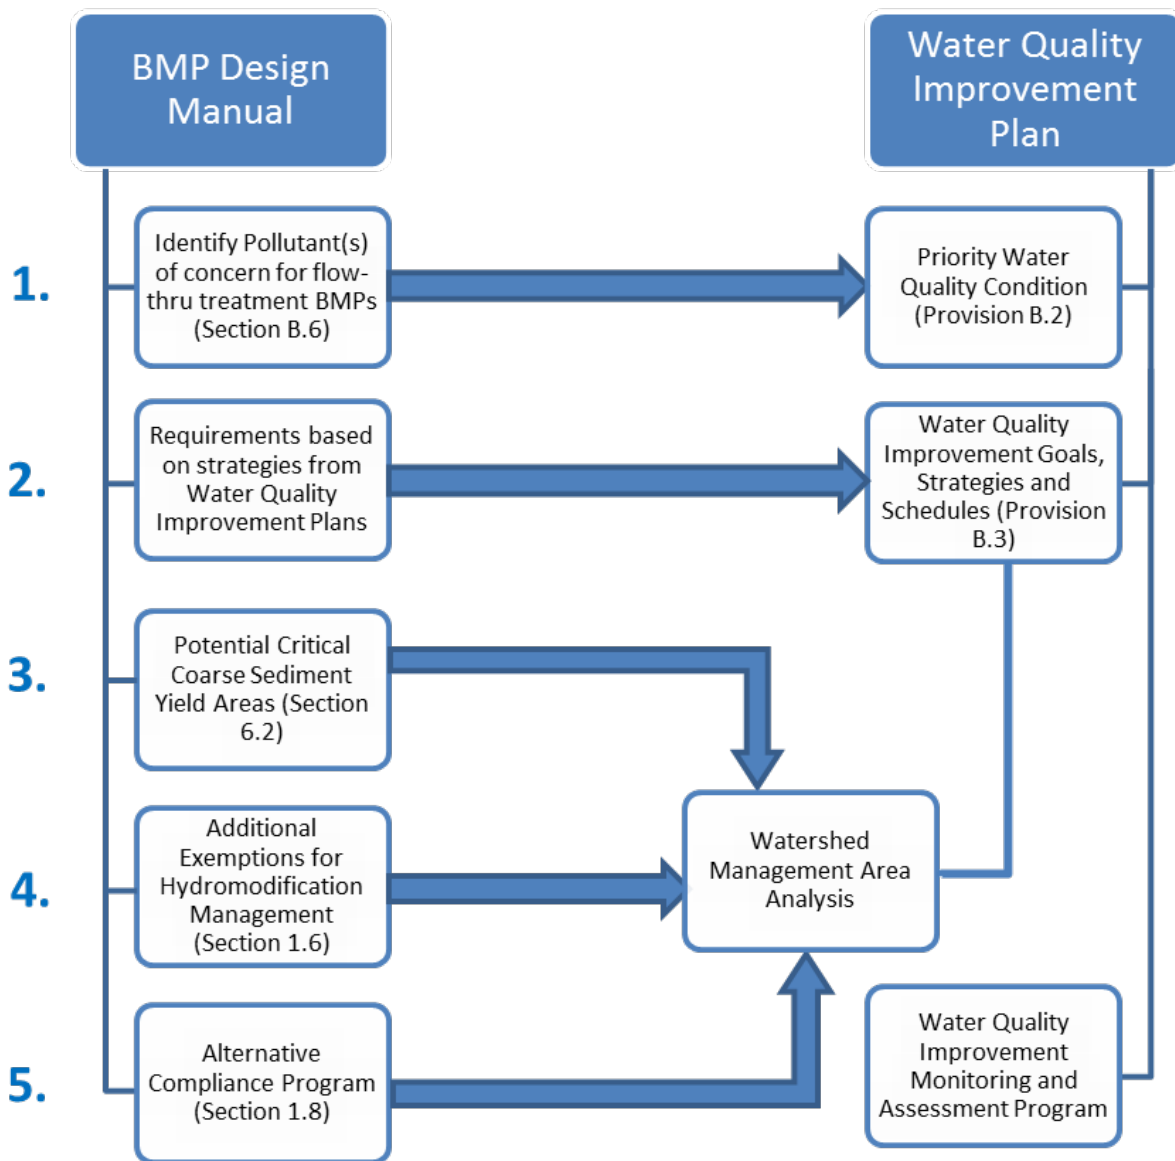 BMP Design
Manual
Water Quality
Improvement
Plan
1.
Identify Pollutant(s)
of concern for flow-
thru treatment BMPs
(Section B.6)
Priority Water
Quality Condition
(Provision B.2)
2.
Requirements based
on strategies from
Water Quality
Improvement Plans
Water Quality
Improvement Goals,
Strategies and
Schedules (Provision
B.3)
3.
Potential Critical
Coarse Sediment
Yield Areas (Section
6.2)
4.
Additional
Exemptions for
Hydromodification
Management
(Section 1.6)
Watershed
Management Area
Analysis
5.
Alternative
Compliance Program
(Section 1.8)
Water Quality
Improvement
Monitoring and
Assessment Program